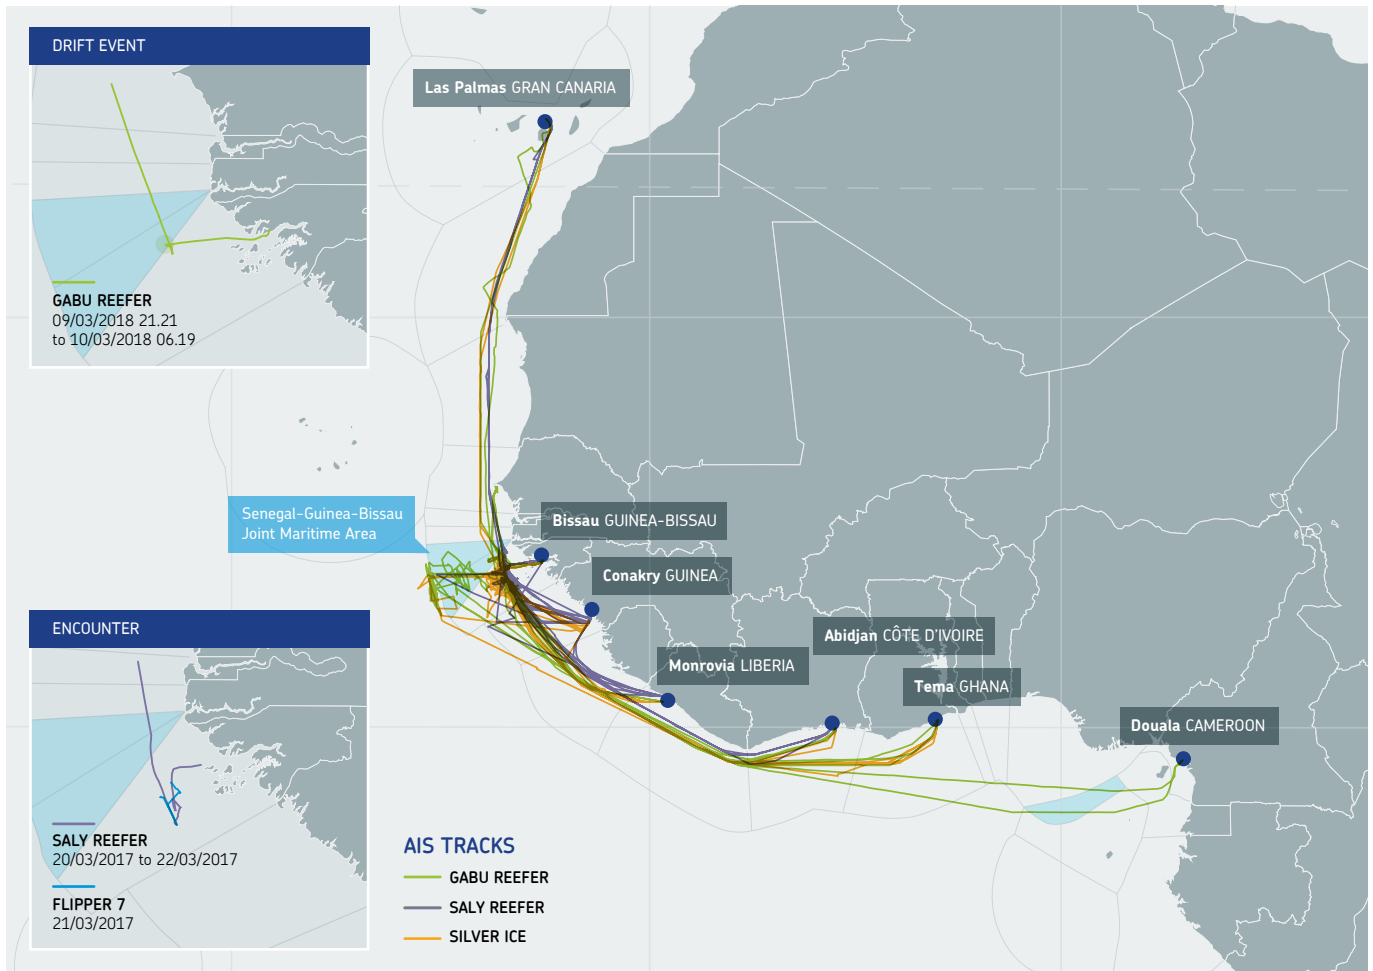 DRIFT EVENT
GABU REEFER
09/03/2018 21.21
to 10/03/2018 06.19
Las Palmas GRAN CANARIA
Senegal-Guinea-Bissau
Joint Maritime Area
Bissau GUINEA-BISSAU
Conakry GUINEA
Abidjan CÔTE D'IVOIRE
Monrovia LIBERIA
Tema GHANA
Douala CAMEROON
ENCOUNTER
SALY REEFER
20/03/2017 to 22/03/2017
FLIPPER 7
21/03/2017
AIS TRACKS
GABU REEFER
SALY REEFER
SILVER ICE